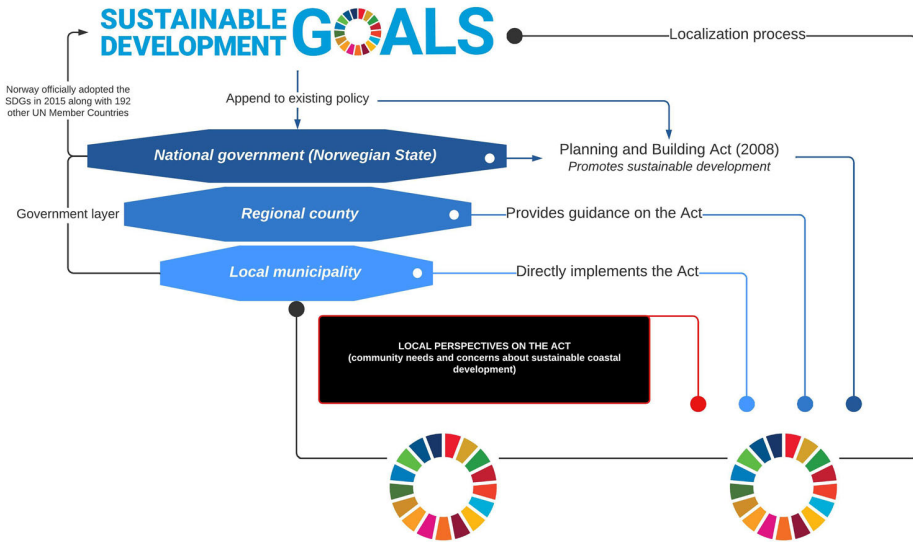 SUSTAINABLE
DEVELOPMENT
GOALS
Localization process
Norway officially adopted the
SDGs in 2015 along with 192
other UN Member Countries
Append to existing policy
National government (Norwegian State)
Planning and Building Act (2008)
Promotes sustainable development
Government layer
Regional county
Provides guidance on the Act
Local municipality
Directly implements the Act
LOCAL PERSPECTIVES ON THE ACT
(community needs and concerns about sustainable coastal
development)